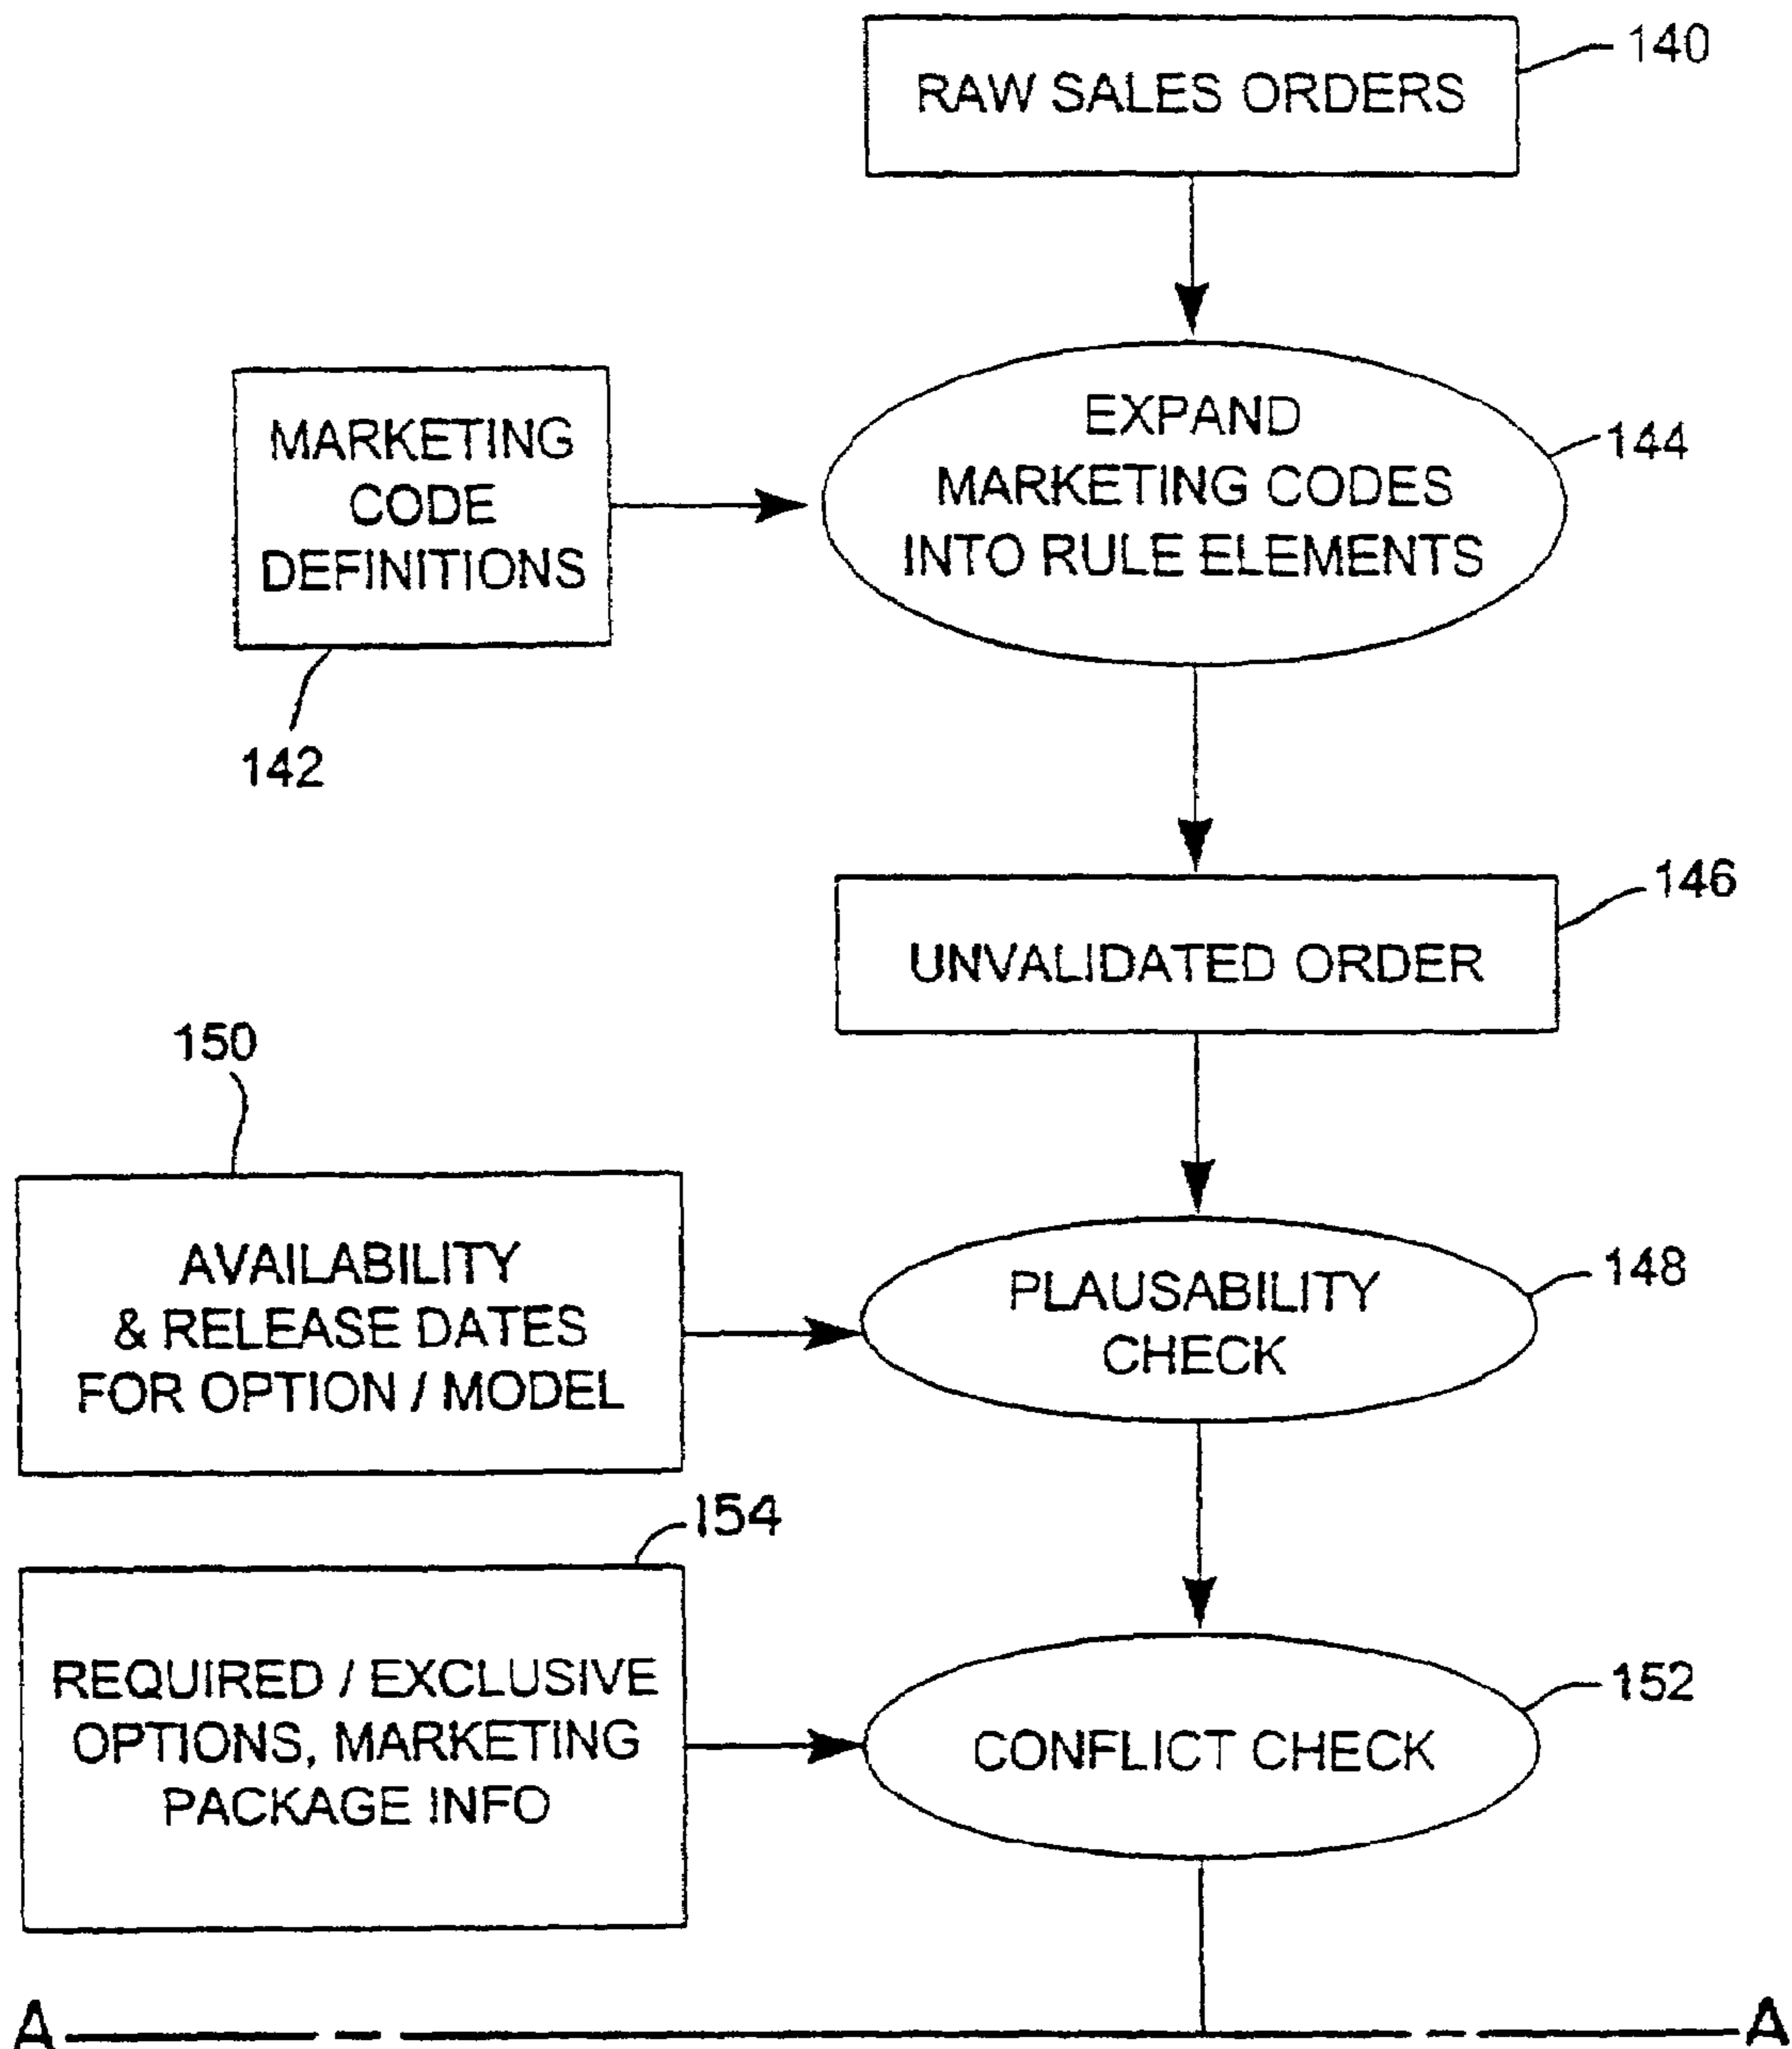 140
RAW SALES ORDERS
MARKETING
CODE
DEFINITIONS
142
EXPAND
MARKETING CODES
INTO RULE ELEMENTS
144
146
UNVALIDATED ORDER
150
AVAILABILITY
& RELEASE DATES
FOR OPTION / MODEL
PLAUSABILITY
CHECK
148
154
REQUIRED / EXCLUSIVE
OPTIONS, MARKETING
PACKAGE INFO
152
CONFLICT CHECK
A
A